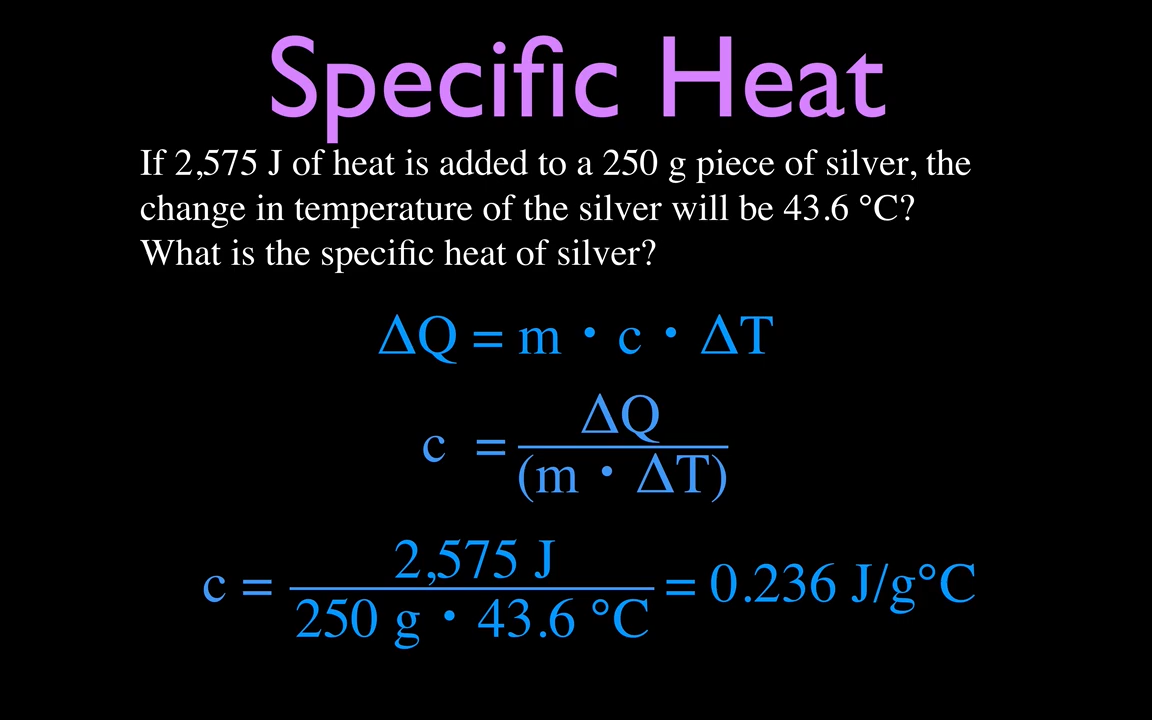 Specific Heat
If 2,575 J of heat is added to a 250 g piece of silver, the
change in temperature of the silver will be 43.6 °C?
What is the specific heat of silver?
ΔQ = m · c · ΔT
c = ΔQ / (m · ΔT)
c = 2,575 J / 250 g · 43.6 °C = 0.236 J/g°C